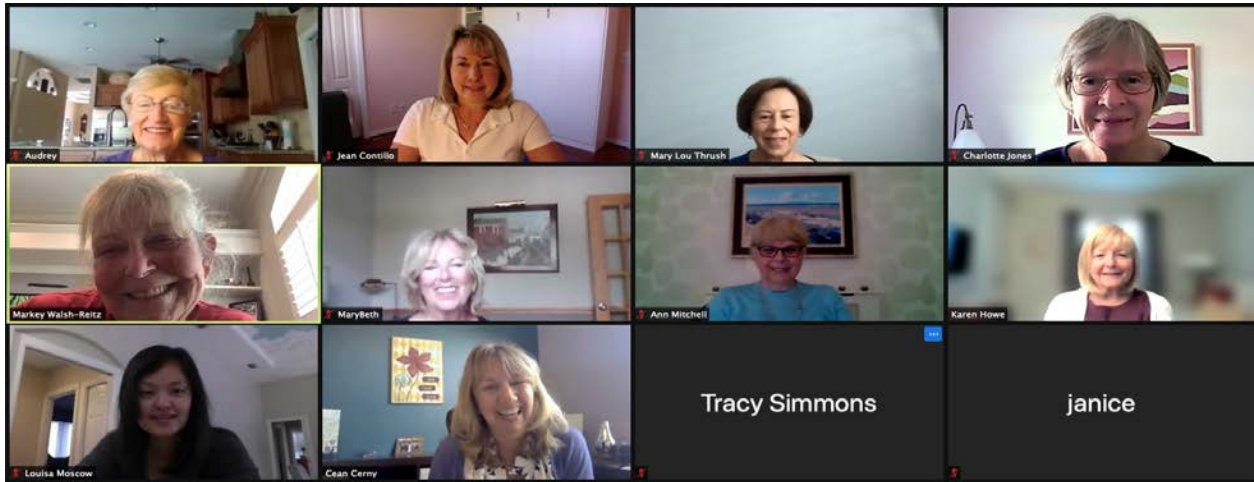 Audrey
Jean Contillo
Mary Lou Thrush
Charlotte Jones
Markey Walsh-Reitz
MaryBeth
Ann Mitchell
Karen Howe
Louisa Moscow
Cean Cerny
Tracy Simmons
janice